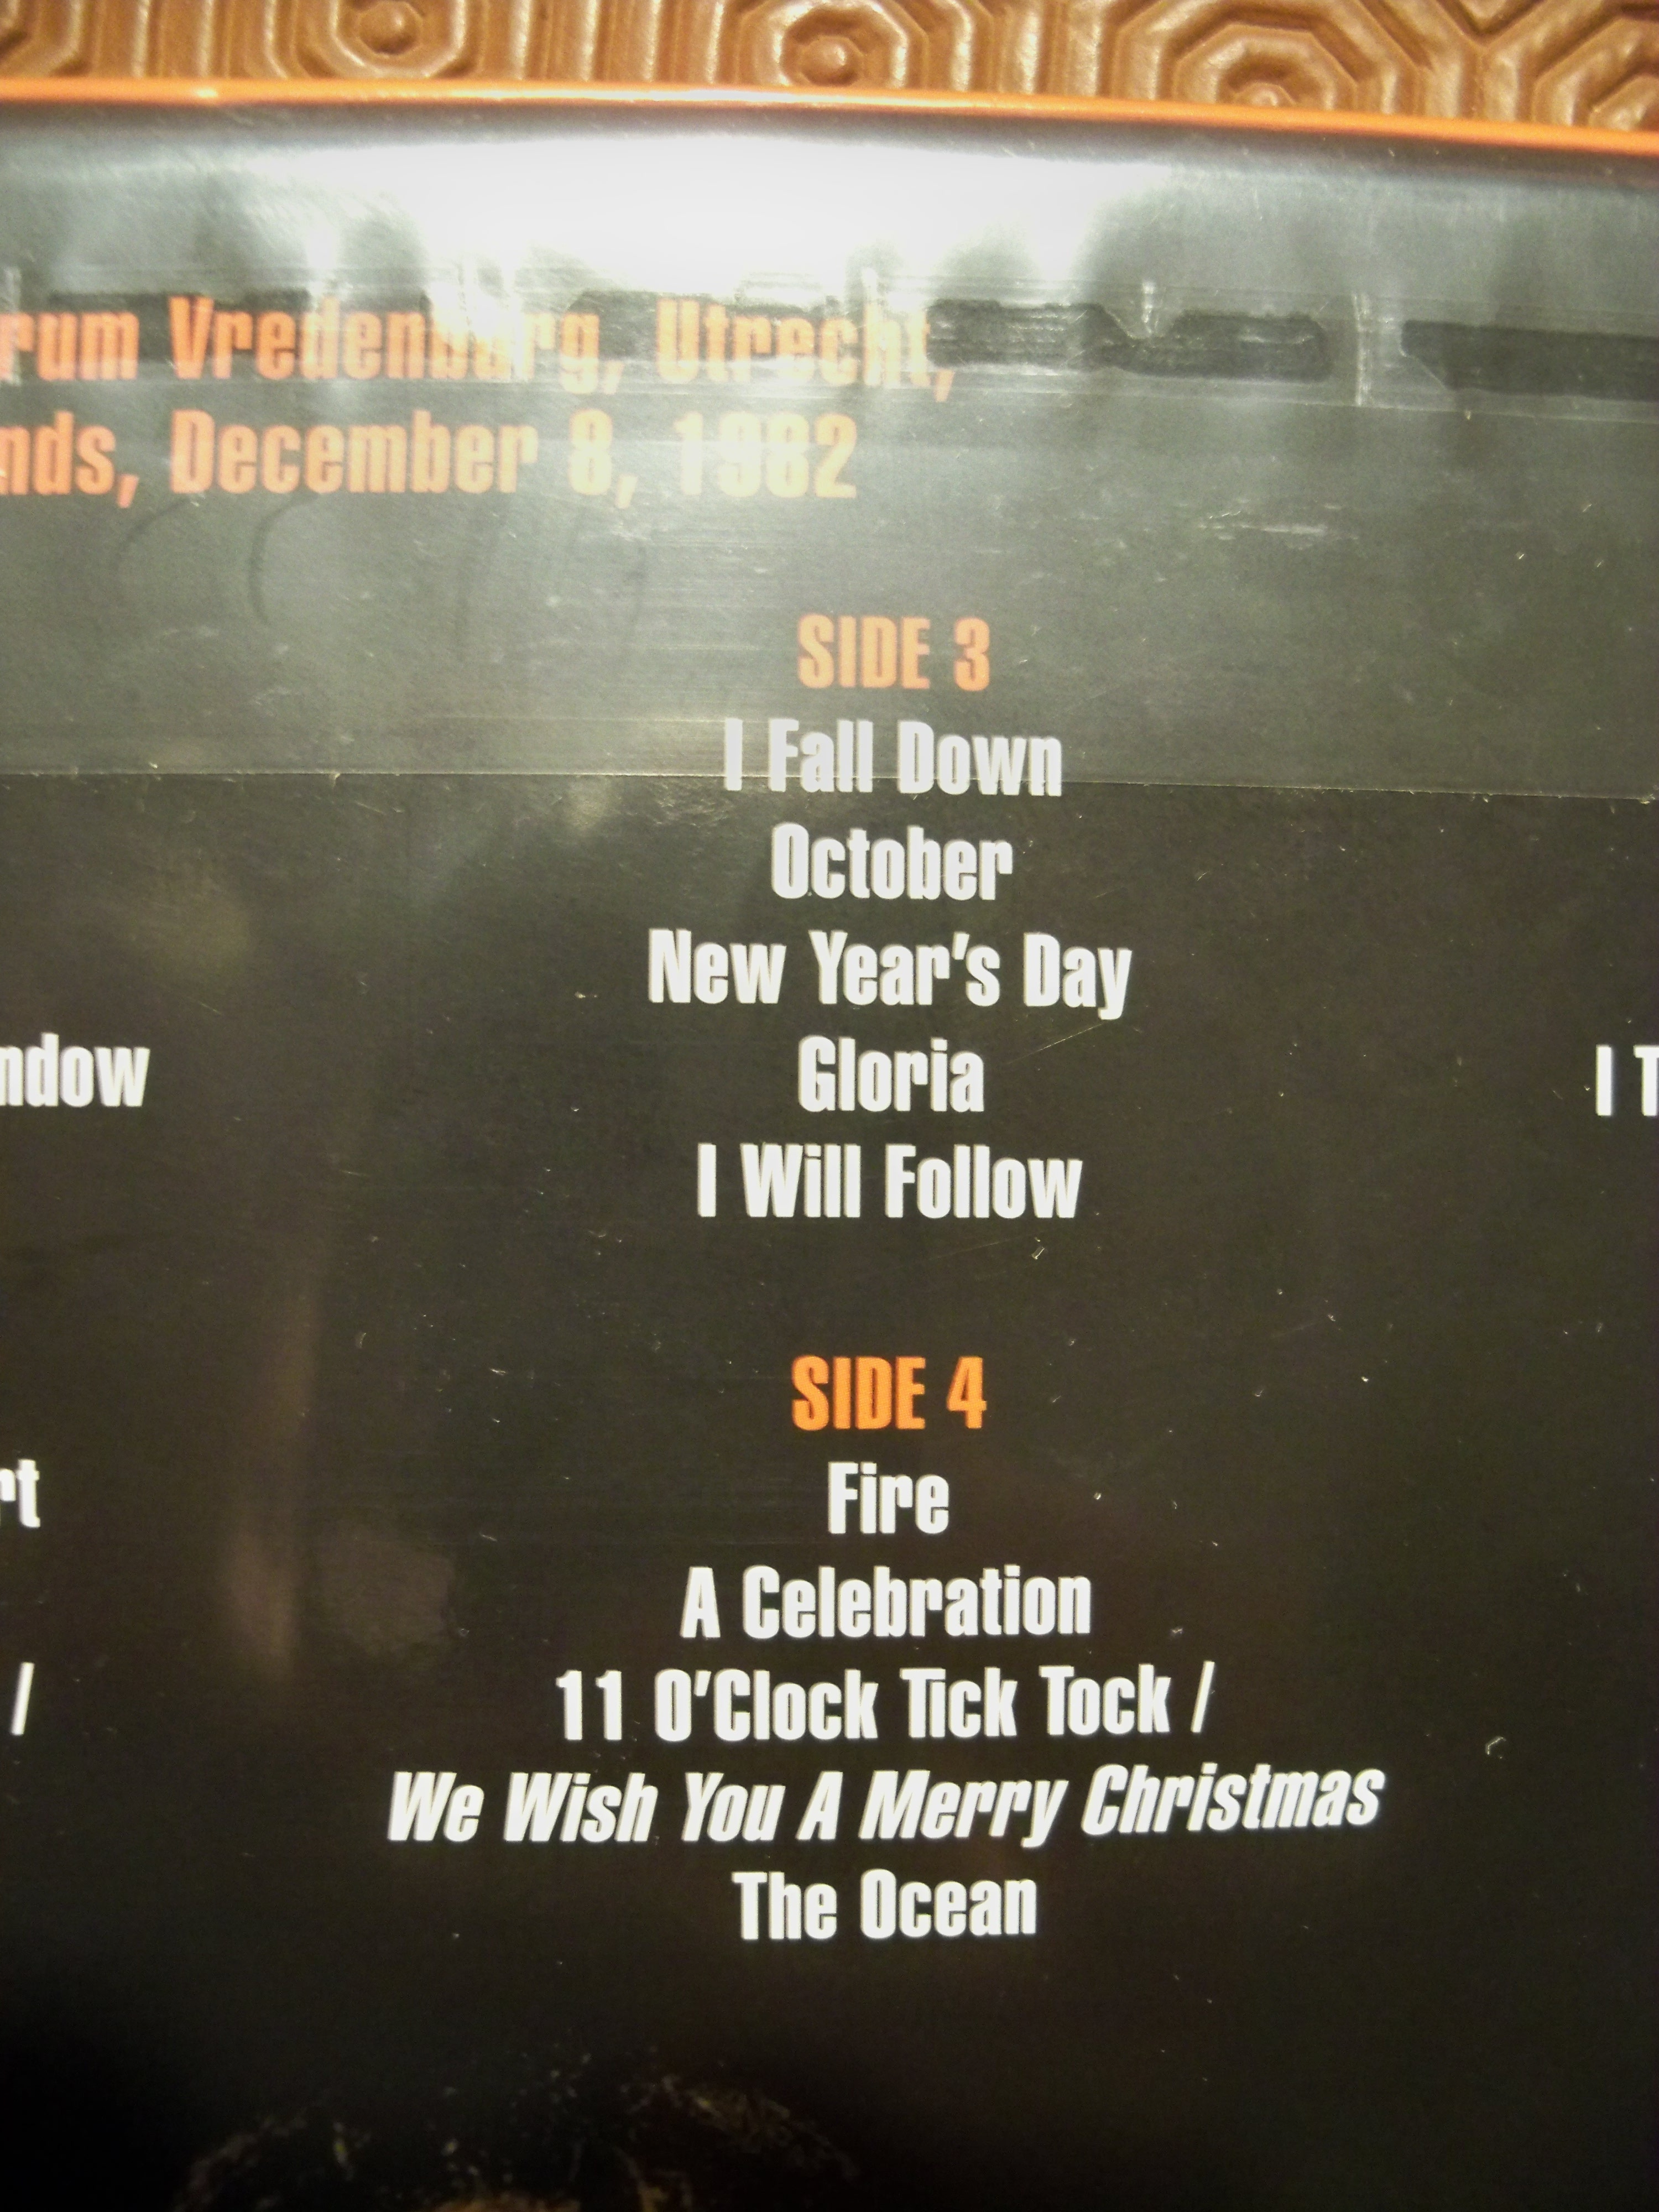 rum Vredenburg, Utrecht,
nds, December 8, 1982
SIDE 3
I Fall Down
October
New Year's Day
Gloria
I Will Follow
SIDE 4
Fire
A Celebration
11 O'Clock Tick Tock /
We Wish You A Merry Christmas
The Ocean
ndow
rt
/
I T